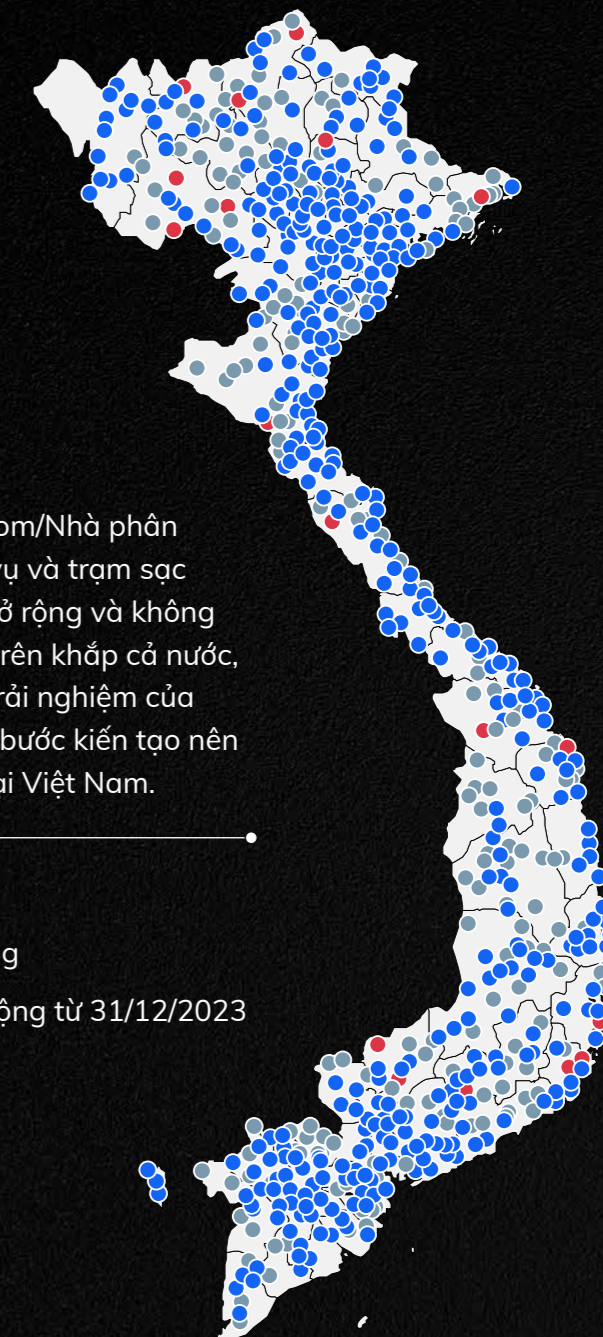 om/Nhà phân
vụ và trạm sạc
ở rộng và không
rên khắp cả nước,
rải nghiệm của
bước kiến tạo nên
ại Việt Nam.
g
ộng từ 31/12/2023